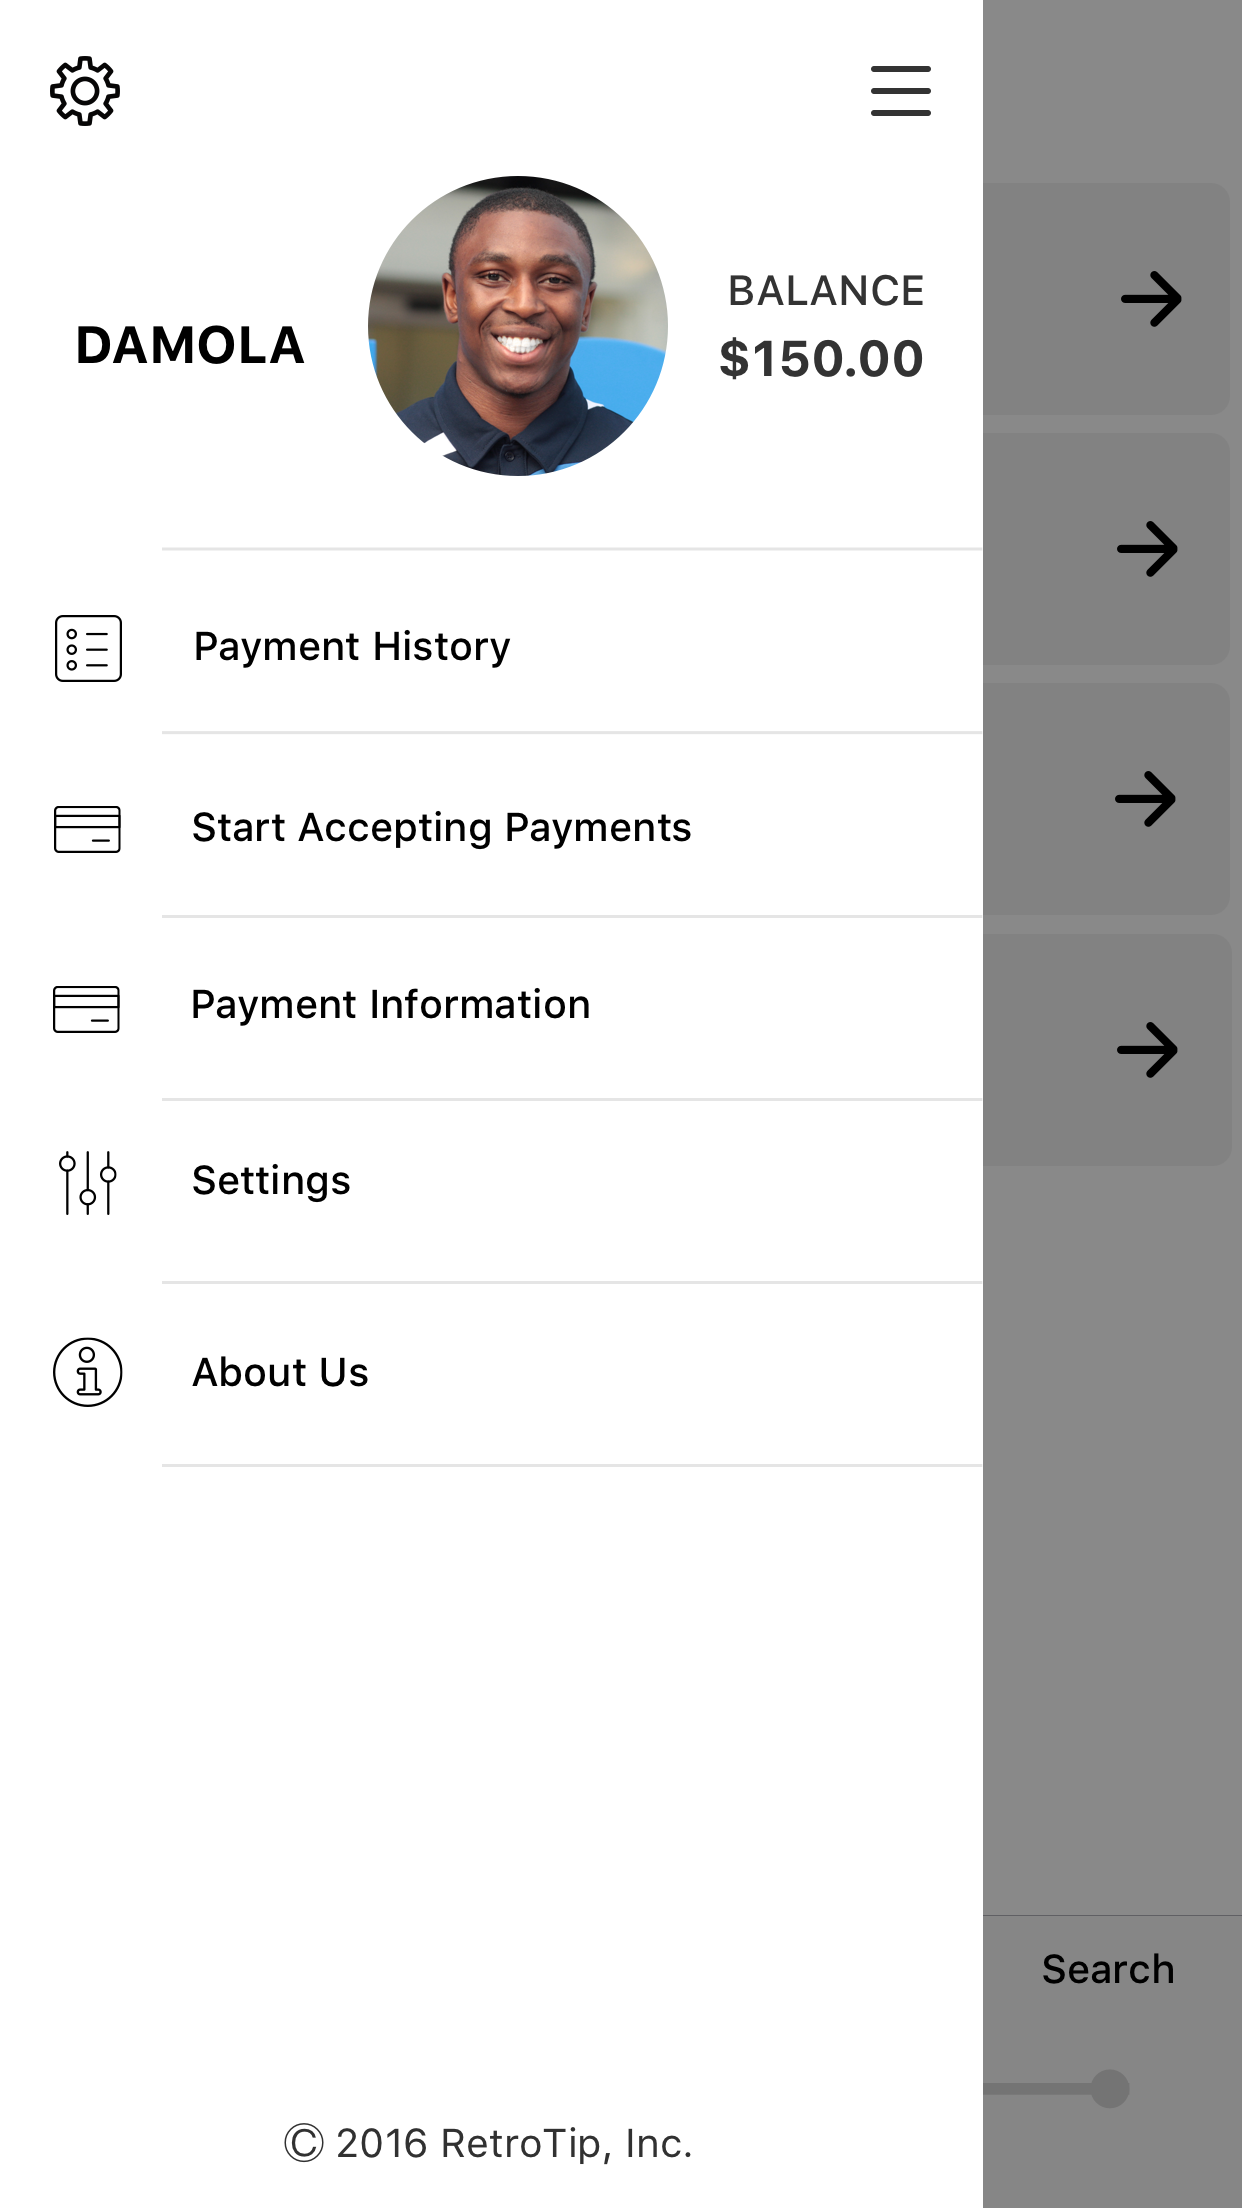 DAMOLA
BALANCE
$150.00
Payment History
Start Accepting Payments
Payment Information
Settings
About Us
Search
© 2016 RetroTip, Inc.